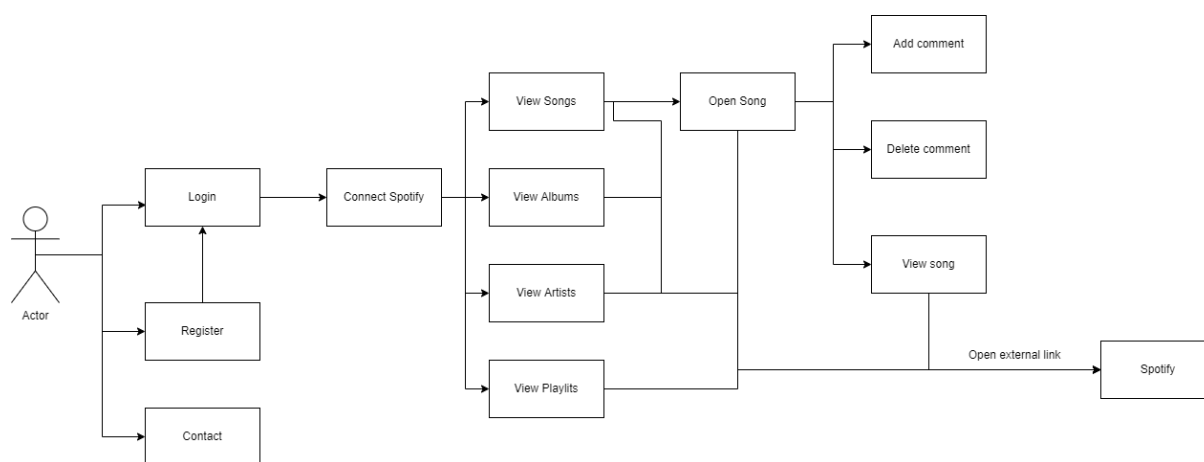 Add comment
View Songs
Open Song
Delete comment
Login
Connect Spotify
View Albums
View song
View Artists
Actor
Register
Open external link
Spotify
View Playlits
Contact